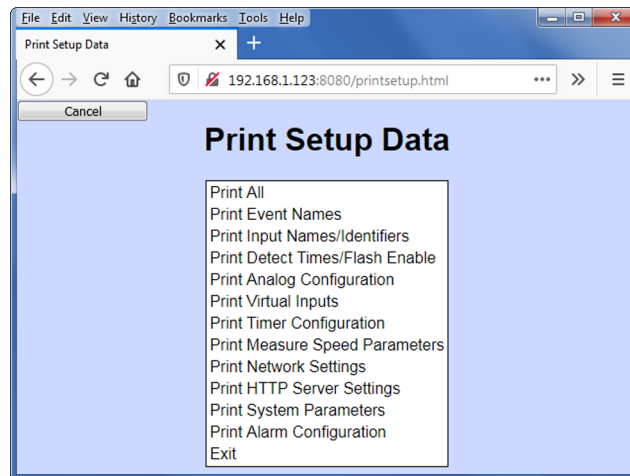 File Edit View History Bookmarks Tools Help
Print Setup Data
192.168.1.123:8080/printsetup.html
Cancel
Print Setup Data
Print All
Print Event Names
Print Input Names/Identifiers
Print Detect Times/Flash Enable
Print Analog Configuration
Print Virtual Inputs
Print Timer Configuration
Print Measure Speed Parameters
Print Network Settings
Print HTTP Server Settings
Print System Parameters
Print Alarm Configuration
Exit